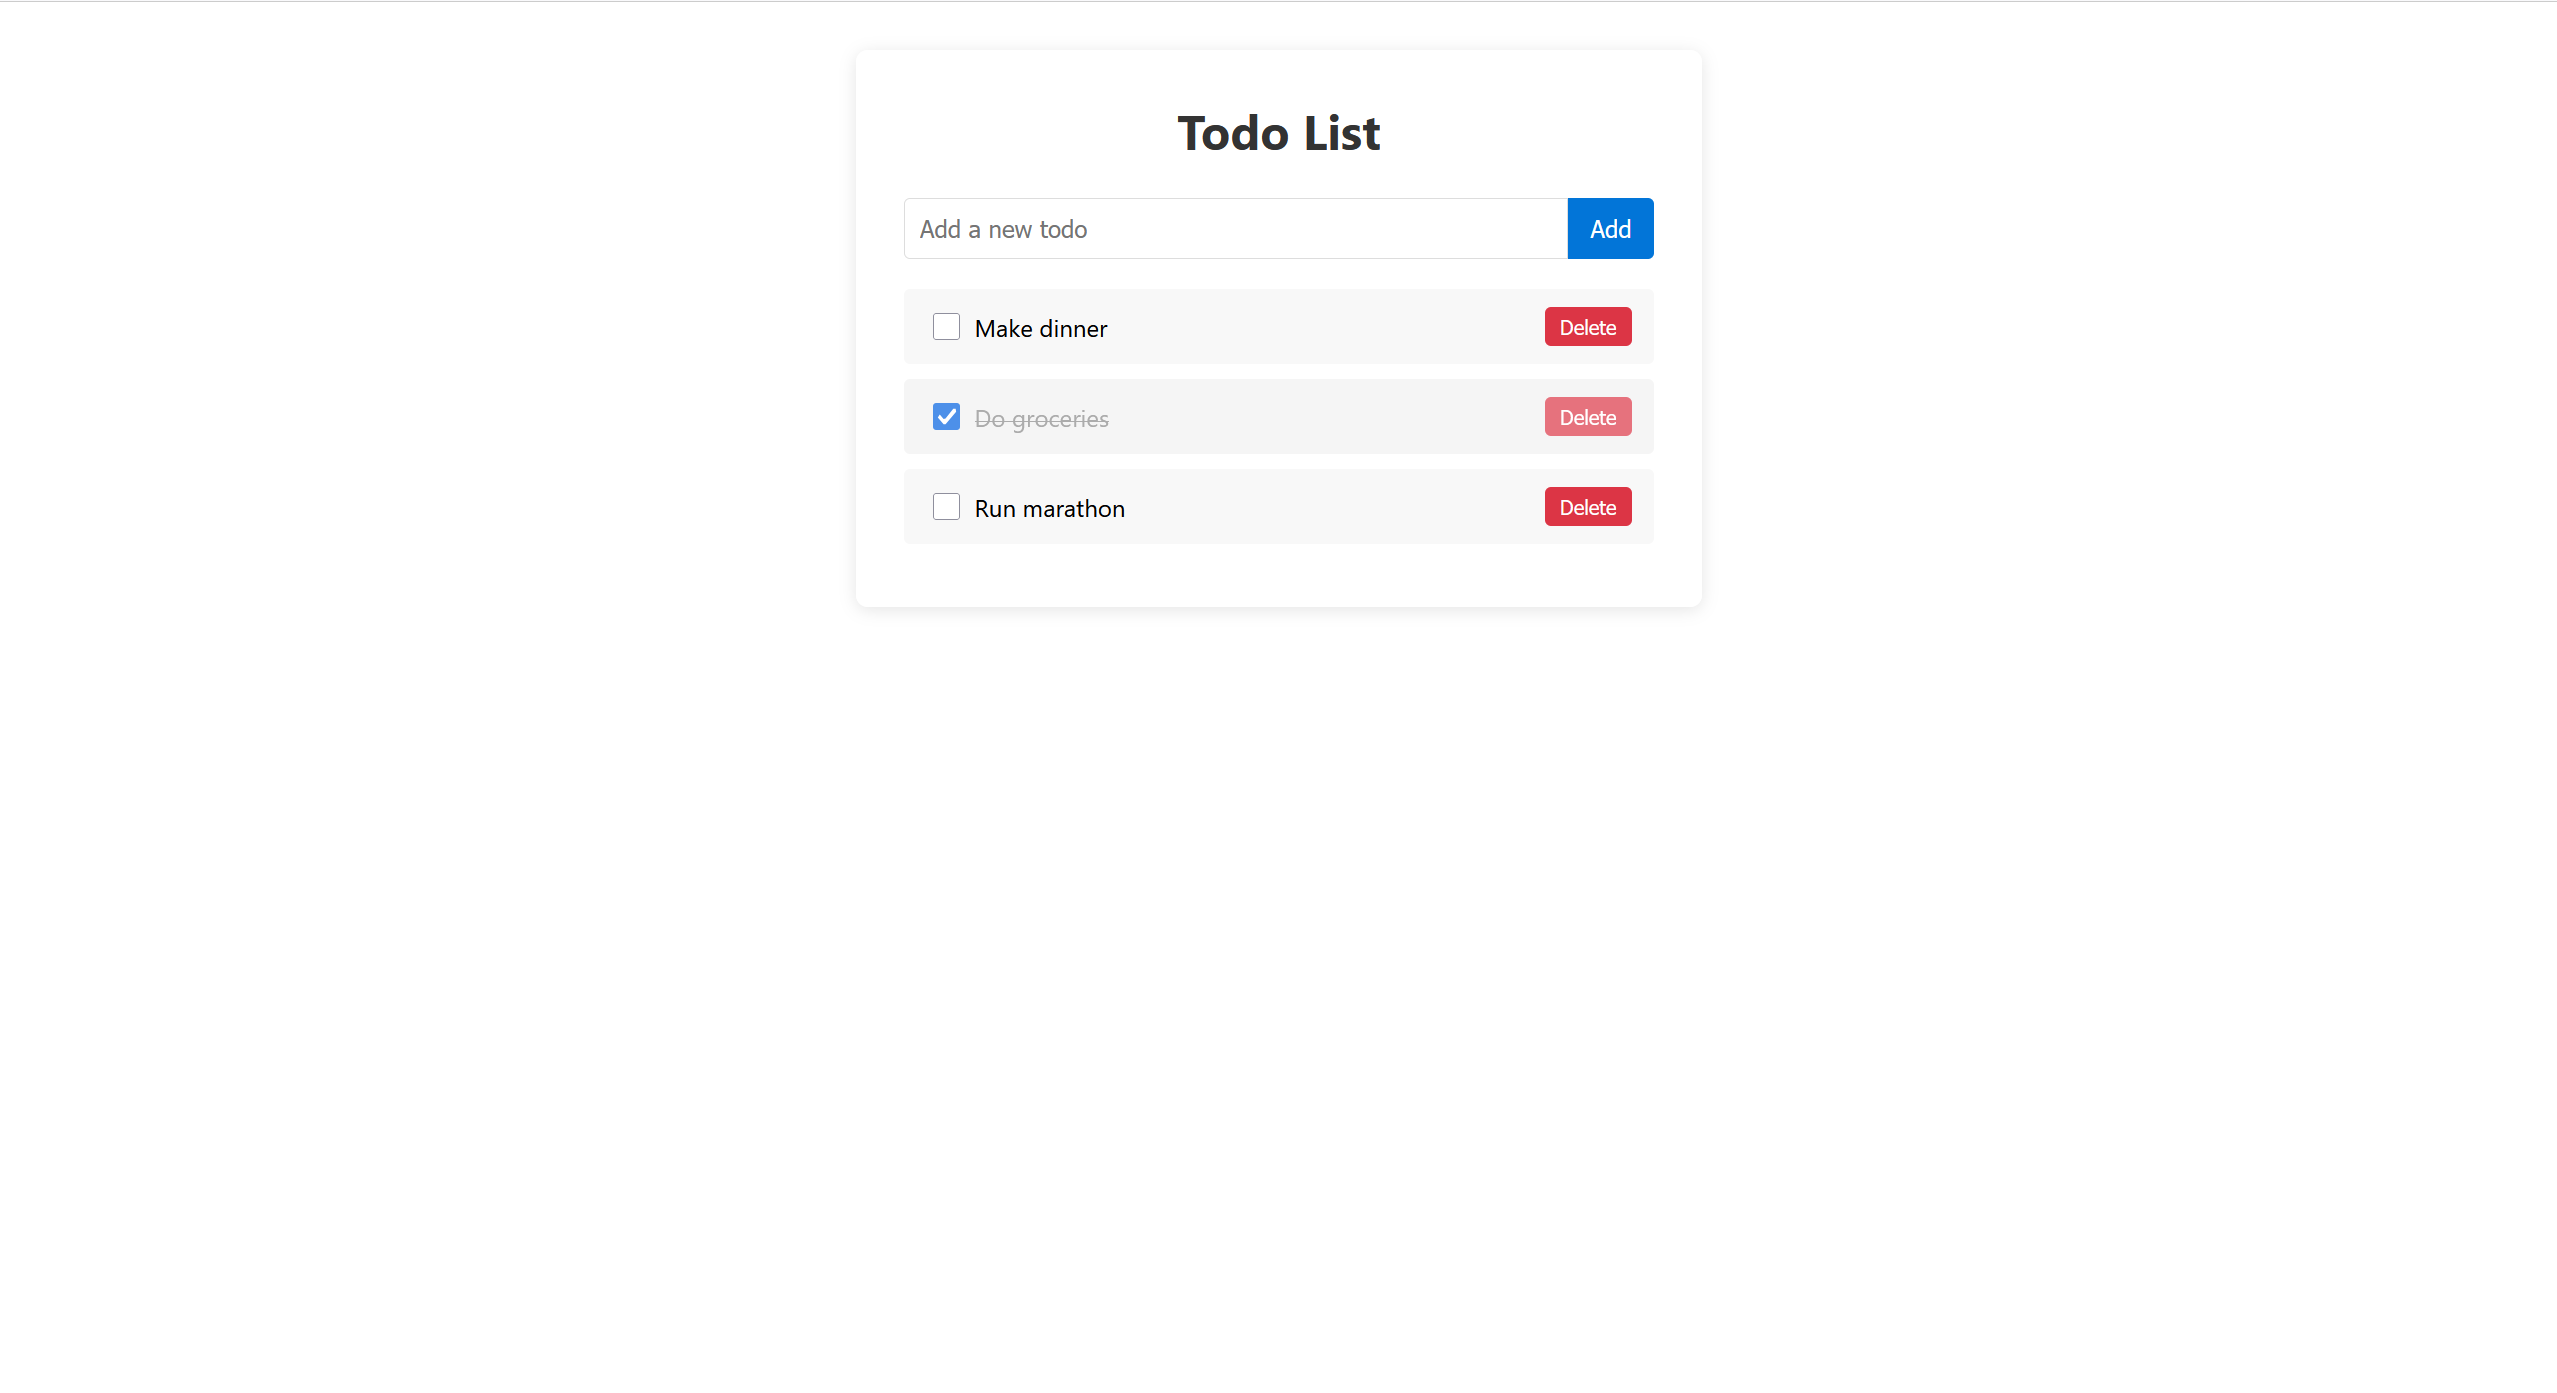 Todo List
Add a new todo Add
Make dinner Delete
Do groceries Delete
Run marathon Delete